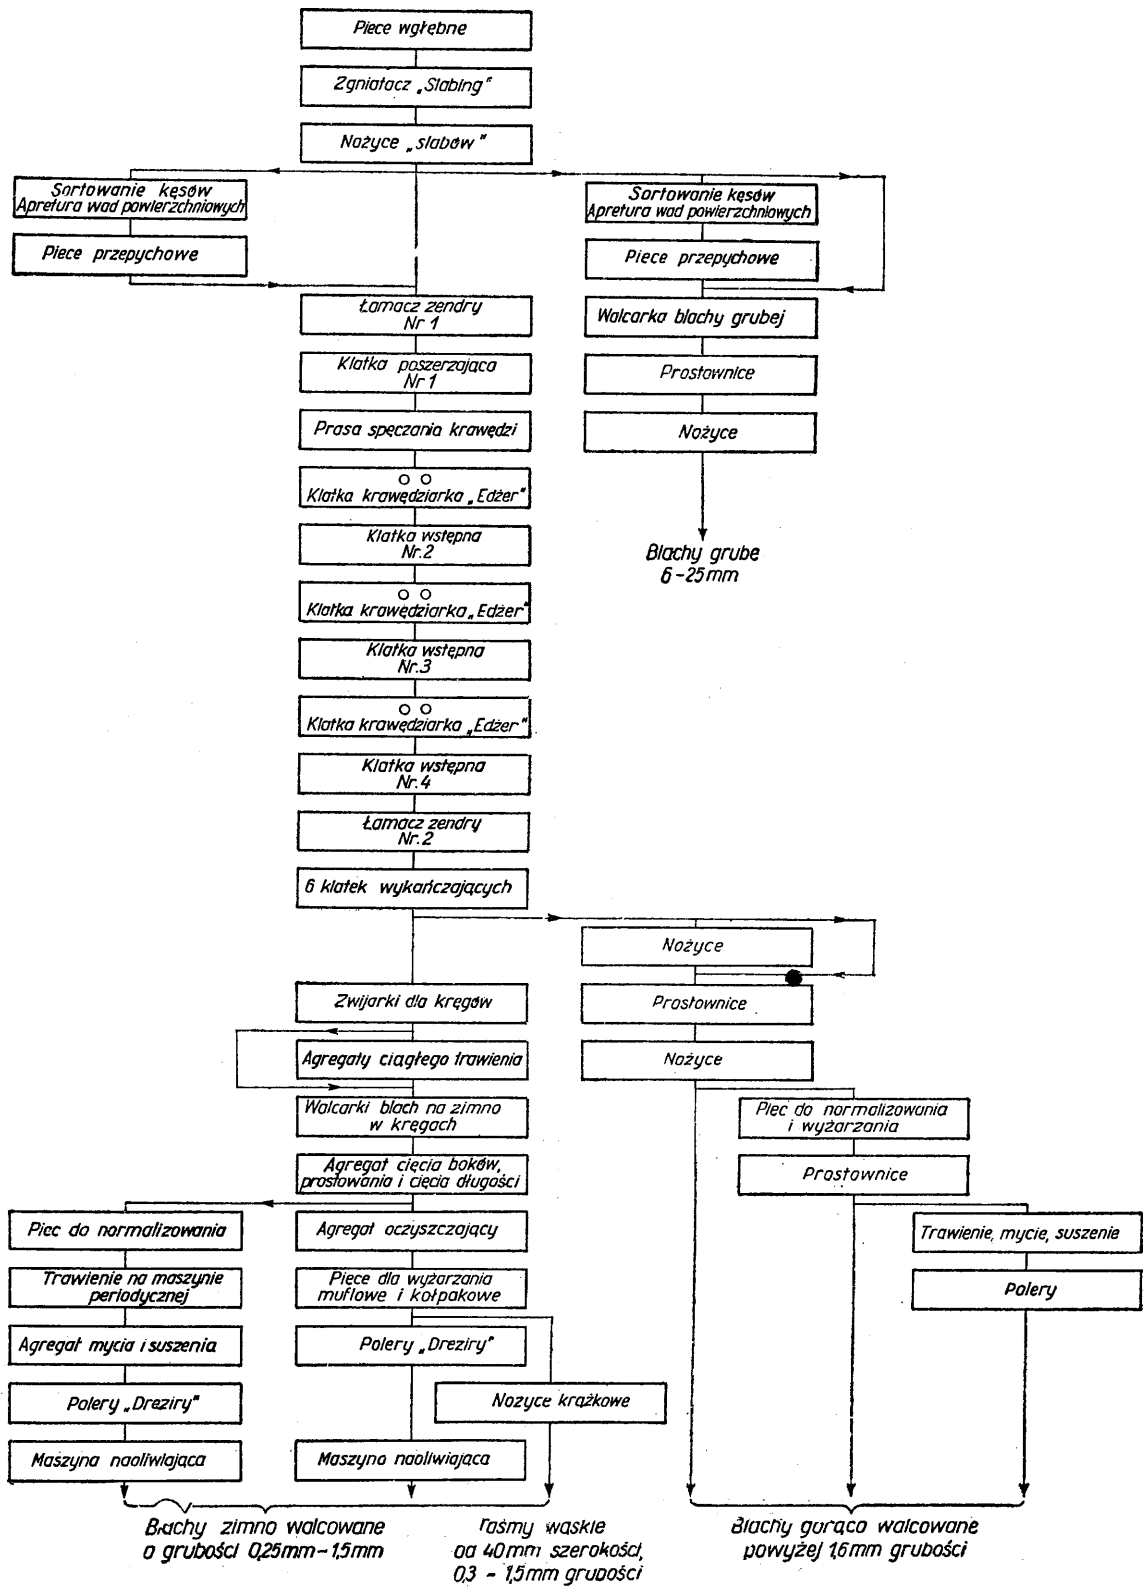 Piece wgłębne
Zgniatacz „Slabing"
Nożyce „slabów"
Sortowanie kęsów
Apretura wad powierzchniowych
Piece przepychowe
Sortowanie kęsów
Apretura wad powierzchniowych
Piece przepychowe
Walcarka blachy grubej
Prostownice
Nożyce
Blachy grube
6-25mm
Łamacz zendry
Nr 1
Klatka poszerzająca
Nr 1
Prasa spęczania krawędzi
Klatka krawędziarka „Edżer"
Klatka wstępna
Nr. 2
Klatka krawędziarka „Edżer"
Klatka wstępna
Nr. 3
Klatka krawędziarka „Edżer"
Klatka wstępna
Nr. 4
Łamacz zendry
Nr. 2
6 klatek wykańczających
Zwijarki dla kręgów
Agregaty ciągłego trawienia
Walcarki blach na zimno
w kręgach
Agregat cięcia boków,
prostowania i cięcia długości
Piec do normalizowania
Trawienie na maszynie
periodycznej
Agregat mycia i suszenia
Polery „Dreziry"
Maszyna naoliwiająca
Agregat oczyszczający
Piece dla wyżarzania
muflowe i kołpakowe
Polery „Dreziry"
Maszyno naoliwiająca
Nożyce krążkowe
Blachy zimno walcowane
o grubości 0,25mm-1,5mm
Taśmy wąskie
od 40mm szerokości,
0,3 - 1,5mm grubości
Nożyce
Prostownice
Nożyce
Piec do normalizowania
i wyżarzania
Prostownice
Trawienie, mycie, suszenie
Polery
Blachy gorąco walcowane
powyżej 1,6mm grubości